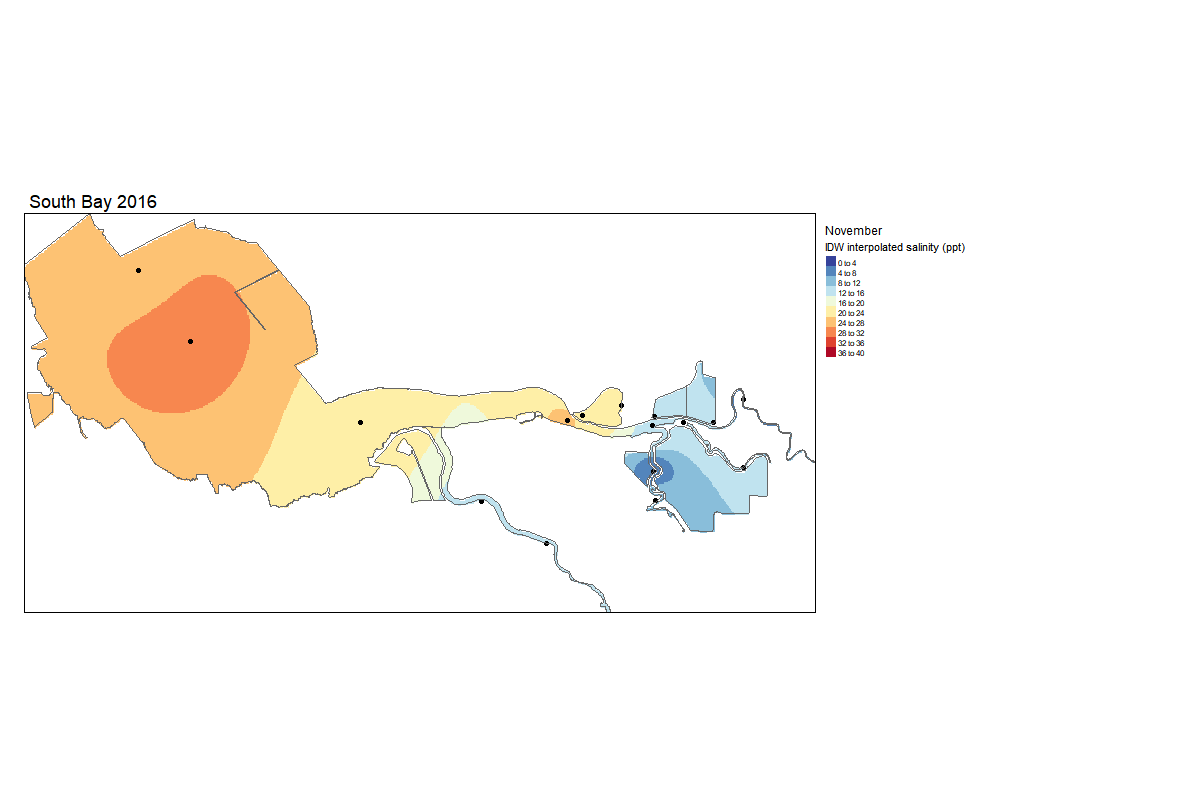 South Bay 2016
November
IDW interpolated salinity (ppt)
0 to 4
4 to 8
8 to 12
12 to 16
16 to 20
20 to 24
24 to 28
28 to 32
32 to 36
36 to 40